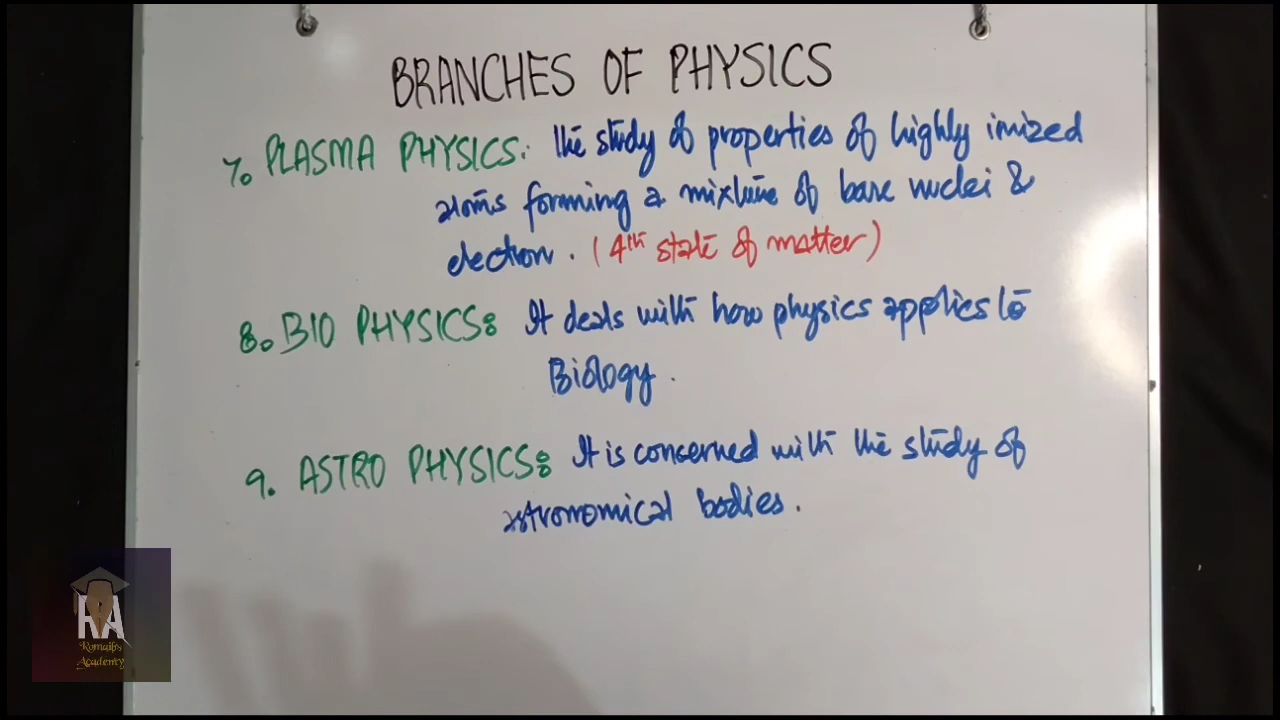 BRANCHES OF PHYSICS
7. PLASMA PHYSICS: The study of properties of highly ionized
atoms forming a mixture of bare nuclei &
electron. (4th state of matter)
8. BIO PHYSICS: It deals with how physics applies to
Biology.
9. ASTRO PHYSICS: It is concerned with the study of
astronomical bodies.
RA
Romaib's
Academy